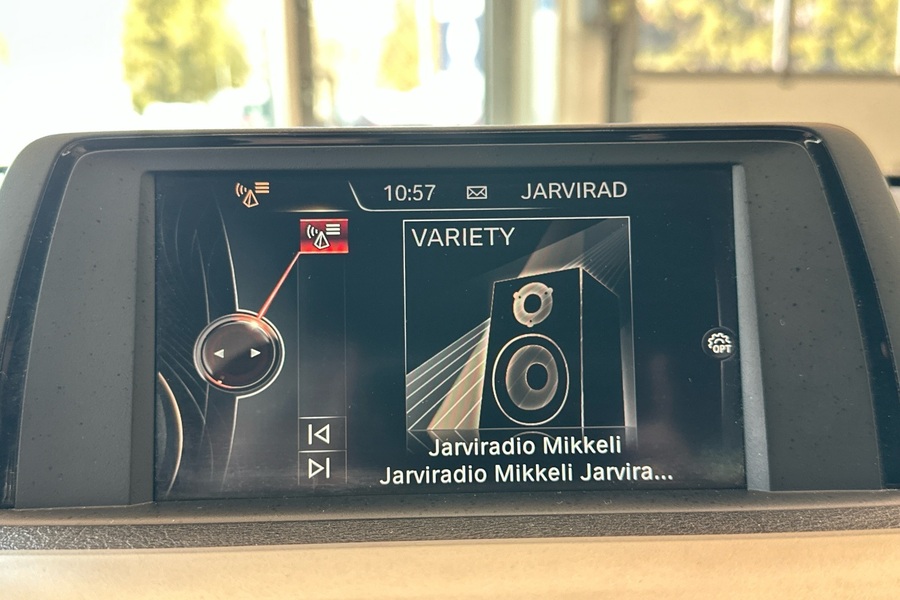 10:57 JARVIRAD
VARIETY
OPT
Jarviradio Mikkeli
Jarviradio Mikkeli Jarvira...